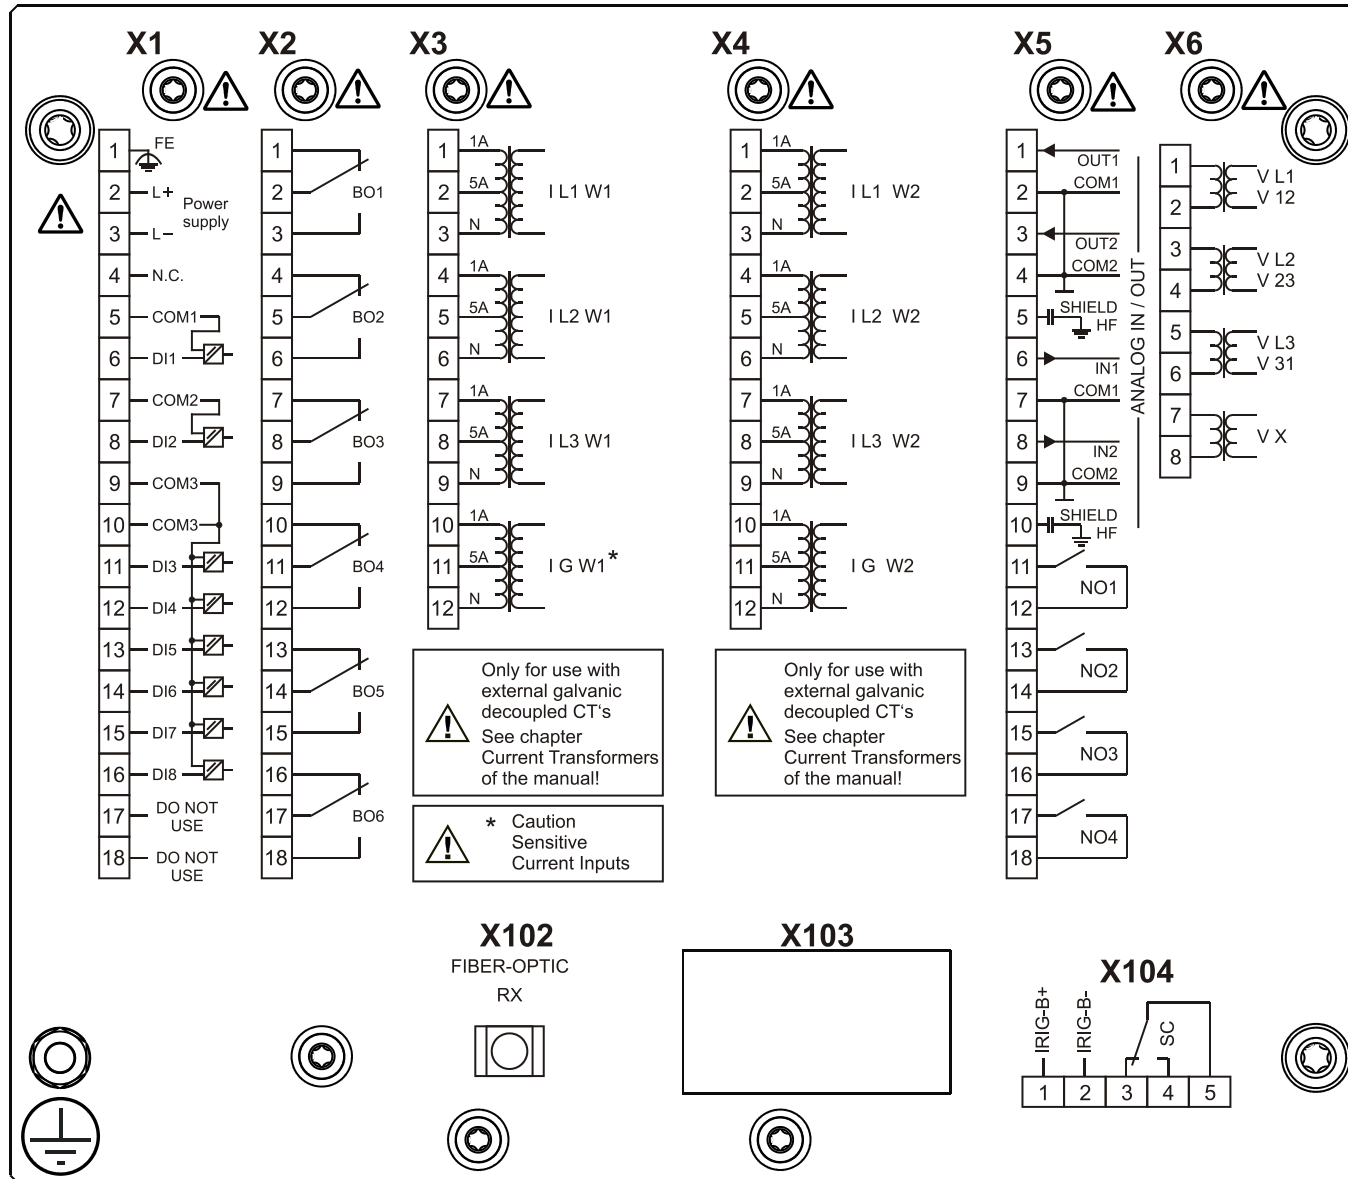 X1
X2
X3
X4
X5
X6
1 FE
2 L+
Power
supply
3 L−
4 N.C.
5 COM1
6 DI1
7 COM2
8 DI2
9 COM3
10 COM3
11 DI3
12 DI4
13 DI5
14 DI6
15 DI7
16 DI8
17 DO NOT
USE
18 DO NOT
USE
1
2 BO1
3
4
5 BO2
6
7
8 BO3
9
10
11 BO4
12
13
14 BO5
15
16
17 BO6
18
1 1A
2 5A I L1 W1
3 N
4 1A
5 5A I L2 W1
6 N
7 1A
8 5A I L3 W1
9 N
10 1A
11 5A I G W1*
12 N
Only for use with
external galvanic
decoupled CT‘s
See chapter
Current Transformers
of the manual!
* Caution
Sensitive
Current Inputs
1 1A
2 5A I L1 W2
3 N
4 1A
5 5A I L2 W2
6 N
7 1A
8 5A I L3 W2
9 N
10 1A
11 5A I G W2
12 N
Only for use with
external galvanic
decoupled CT‘s
See chapter
Current Transformers
of the manual!
1 OUT1
2 COM1
3 OUT2
4 COM2
5 SHIELD
HF
6 IN1
7 COM1
8 IN2
9 COM2
10 SHIELD
HF
ANALOG IN / OUT
11
NO1
12
13
NO2
14
15
NO3
16
17
NO4
18
1 V L1
2 V 12
3 V L2
4 V 23
5 V L3
6 V 31
7
V X
8
X102
FIBER-OPTIC
RX
X103
X104
IRIG-B+
IRIG-B-
SC
1 2 3 4 5